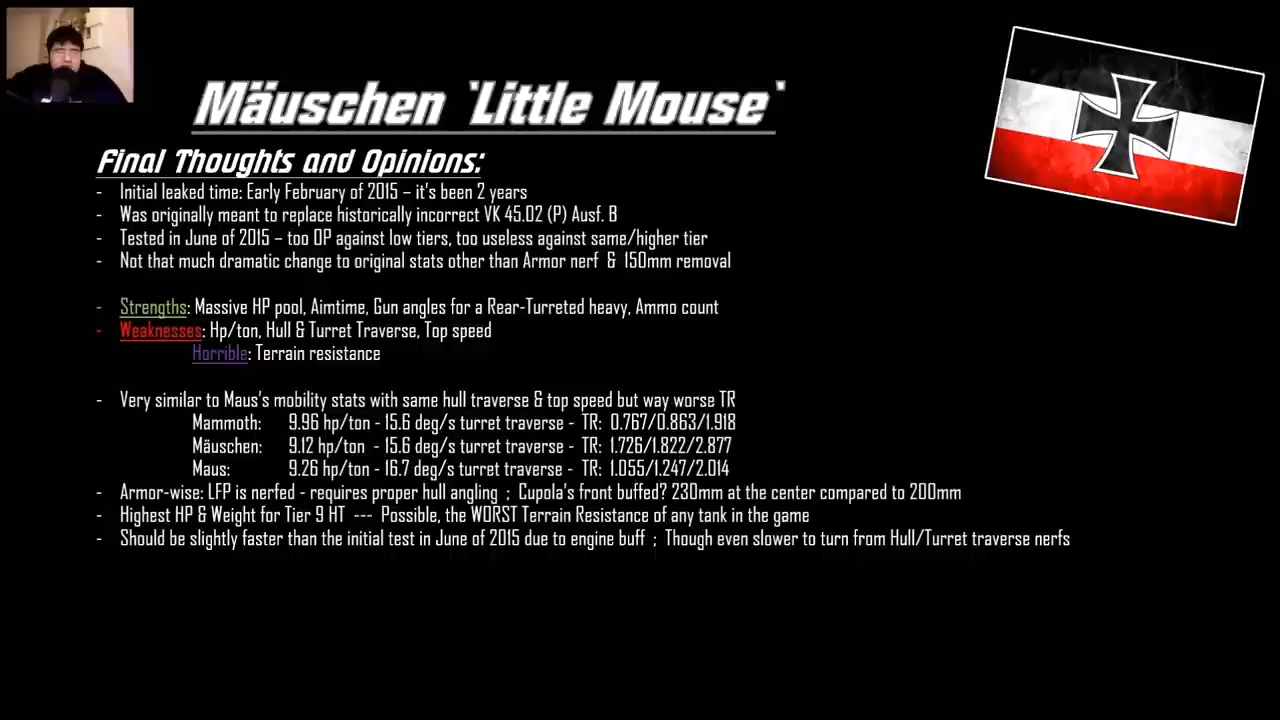 Mäuschen `Little Mouse`
Final Thoughts and Opinions:
- Initial leaked time: Early February of 2015 – it's been 2 years
- Was originally meant to replace historically incorrect VK 45.02 (P) Ausf. B
- Tested in June of 2015 – too OP against low tiers, too useless against same/higher tier
- Not that much dramatic change to original stats other than Armor nerf & 150mm removal
- Strengths: Massive HP pool, Aimtime, Gun angles for a Rear-Turreted heavy, Ammo count
- Weaknesses: Hp/ton, Hull & Turret Traverse, Top speed
Horrible: Terrain resistance
- Very similar to Maus's mobility stats with same hull traverse & top speed but way worse TR
Mammoth: 9.96 hp/ton - 15.6 deg/s turret traverse - TR: 0.767/0.863/1.918
Mäuschen: 9.12 hp/ton - 15.6 deg/s turret traverse - TR: 1.726/1.822/2.877
Maus: 9.26 hp/ton - 16.7 deg/s turret traverse - TR: 1.055/1.247/2.014
- Armor-wise: LFP is nerfed - requires proper hull angling ; Cupola's front buffed? 230mm at the center compared to 200mm
- Highest HP & Weight for Tier 9 HT --- Possible, the WORST Terrain Resistance of any tank in the game
- Should be slightly faster than the initial test in June of 2015 due to engine buff ; Though even slower to turn from Hull/Turret traverse nerfs